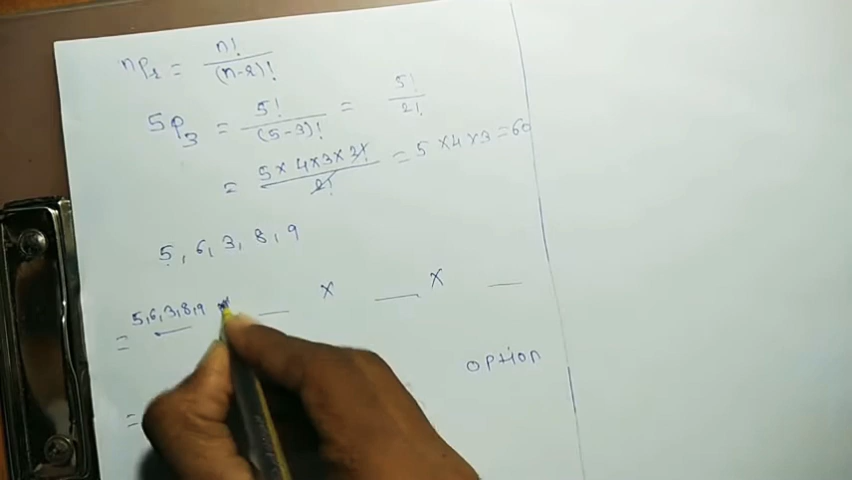 nPr = n! / (n-r)!
5P3 = 5! / (5-3)! = 5! / 2!
= 5 × 4 × 3 × 2! / 2! = 5 × 4 × 3 = 60
5, 6, 3, 8, 9
= 5,6,3,8,9 __ × __ × __ × __
option
=